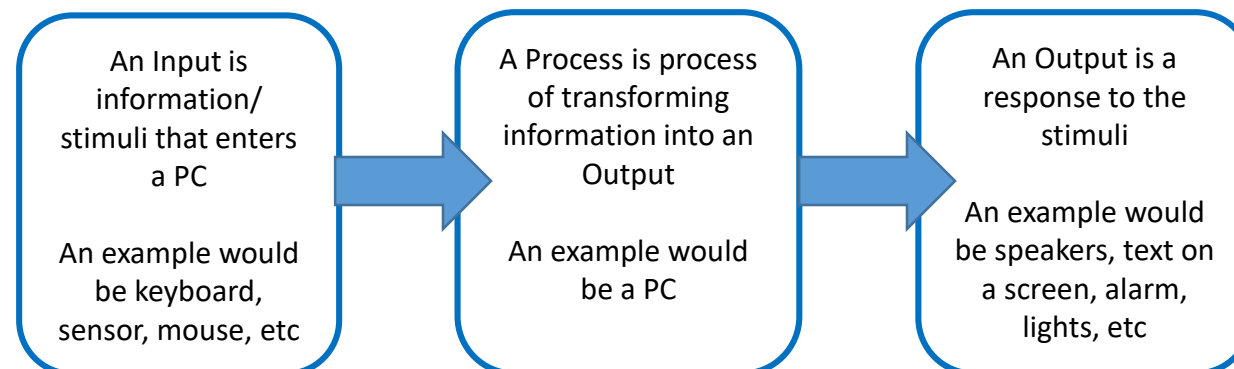 An Input is
information/
stimuli that enters
a PC
An example would
be keyboard,
sensor, mouse, etc
A Process is process
of transforming
information into an
Output
An example would
be a PC
An Output is a
response to the
stimuli
An example would
be speakers, text on
a screen, alarm,
lights, etc